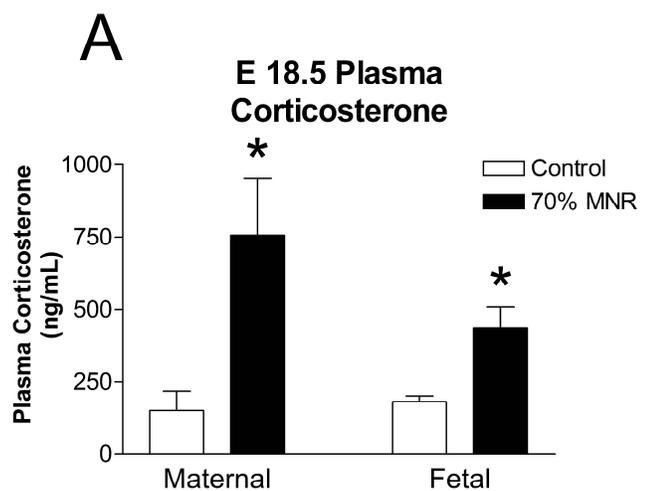 A
E 18.5 Plasma
Corticosterone
Plasma Corticosterone
(ng/mL)
1000
750
500
250
0
*
*
Control
70% MNR
Maternal
Fetal